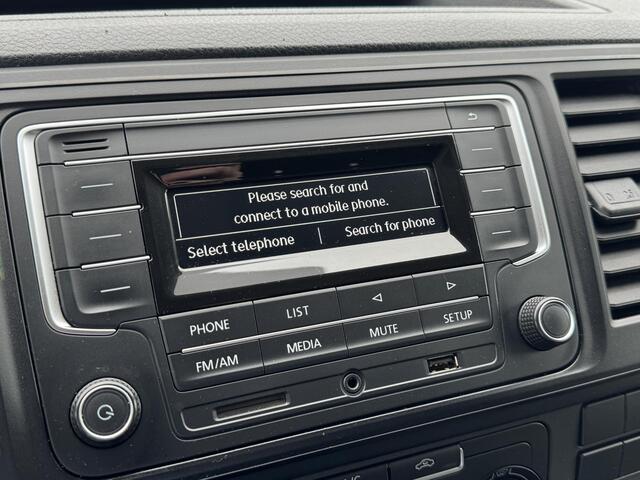 Please search for and
connect to a mobile phone.
Select telephone | Search for phone
PHONE LIST
FM/AM MEDIA MUTE SETUP